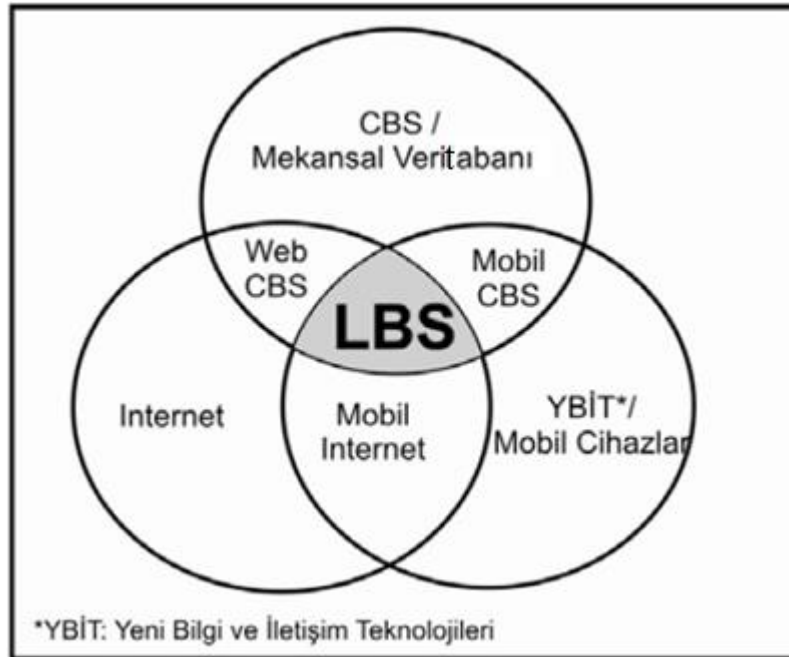 CBS /
Mekansal Veritabanı
Web
CBS
Mobil
CBS
LBS
Internet
Mobil
Internet
YBİT*/
Mobil Cihazlar
*YBİT: Yeni Bilgi ve İletişim Teknolojileri